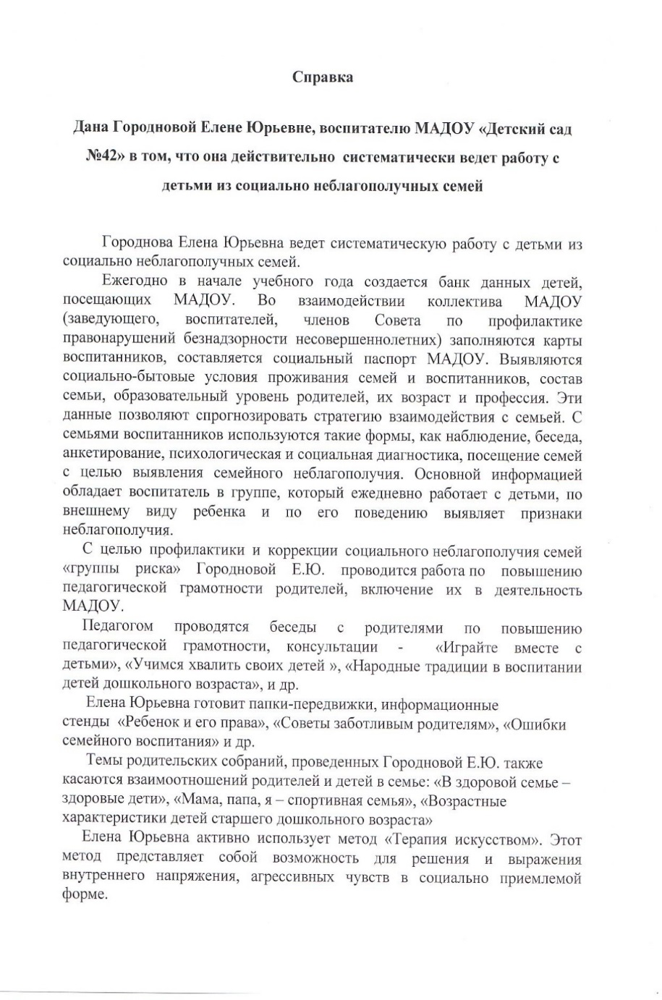 Справка
Дана Городновой Елене Юрьевне, воспитателю МАДОУ «Детский сад
№42» в том, что она действительно систематически ведет работу с
детьми из социально неблагополучных семей
Городнова Елена Юрьевна ведет систематическую работу с детьми из
социально неблагополучных семей.
Ежегодно в начале учебного года создается банк данных детей,
посещающих МАДОУ. Во взаимодействии коллектива МАДОУ
(заведующего, воспитателей, членов Совета по профилактике
правонарушений безнадзорности несовершеннолетних) заполняются карты
воспитанников, составляется социальный паспорт МАДОУ. Выявляются
социально-бытовые условия проживания семей и воспитанников, состав
семьи, образовательный уровень родителей, их возраст и профессия. Эти
данные позволяют спрогнозировать стратегию взаимодействия с семьей. С
семьями воспитанников используются такие формы, как наблюдение, беседа,
анкетирование, психологическая и социальная диагностика, посещение семей
с целью выявления семейного неблагополучия. Основной информацией
обладает воспитатель в группе, который ежедневно работает с детьми, по
внешнему виду ребенка и по его поведению выявляет признаки
неблагополучия.
С целью профилактики и коррекции социального неблагополучия семей
«группы риска» Городновой Е.Ю. проводится работа по повышению
педагогической грамотности родителей, включение их в деятельность
МАДОУ.
Педагогом проводятся беседы с родителями по повышению
педагогической грамотности, консультации - «Играйте вместе с
детьми», «Учимся хвалить своих детей », «Народные традиции в воспитании
детей дошкольного возраста», и др.
Елена Юрьевна готовит папки-передвижки, информационные
стенды «Ребенок и его права», «Советы заботливым родителям», «Ошибки
семейного воспитания» и др.
Темы родительских собраний, проведенных Городновой Е.Ю. также
касаются взаимоотношений родителей и детей в семье: «В здоровой семье –
здоровые дети», «Мама, папа, я – спортивная семья», «Возрастные
характеристики детей старшего дошкольного возраста»
Елена Юрьевна активно использует метод «Терапия искусством». Этот
метод представляет собой возможность для решения и выражения
внутреннего напряжения, агрессивных чувств в социально приемлемой
форме.